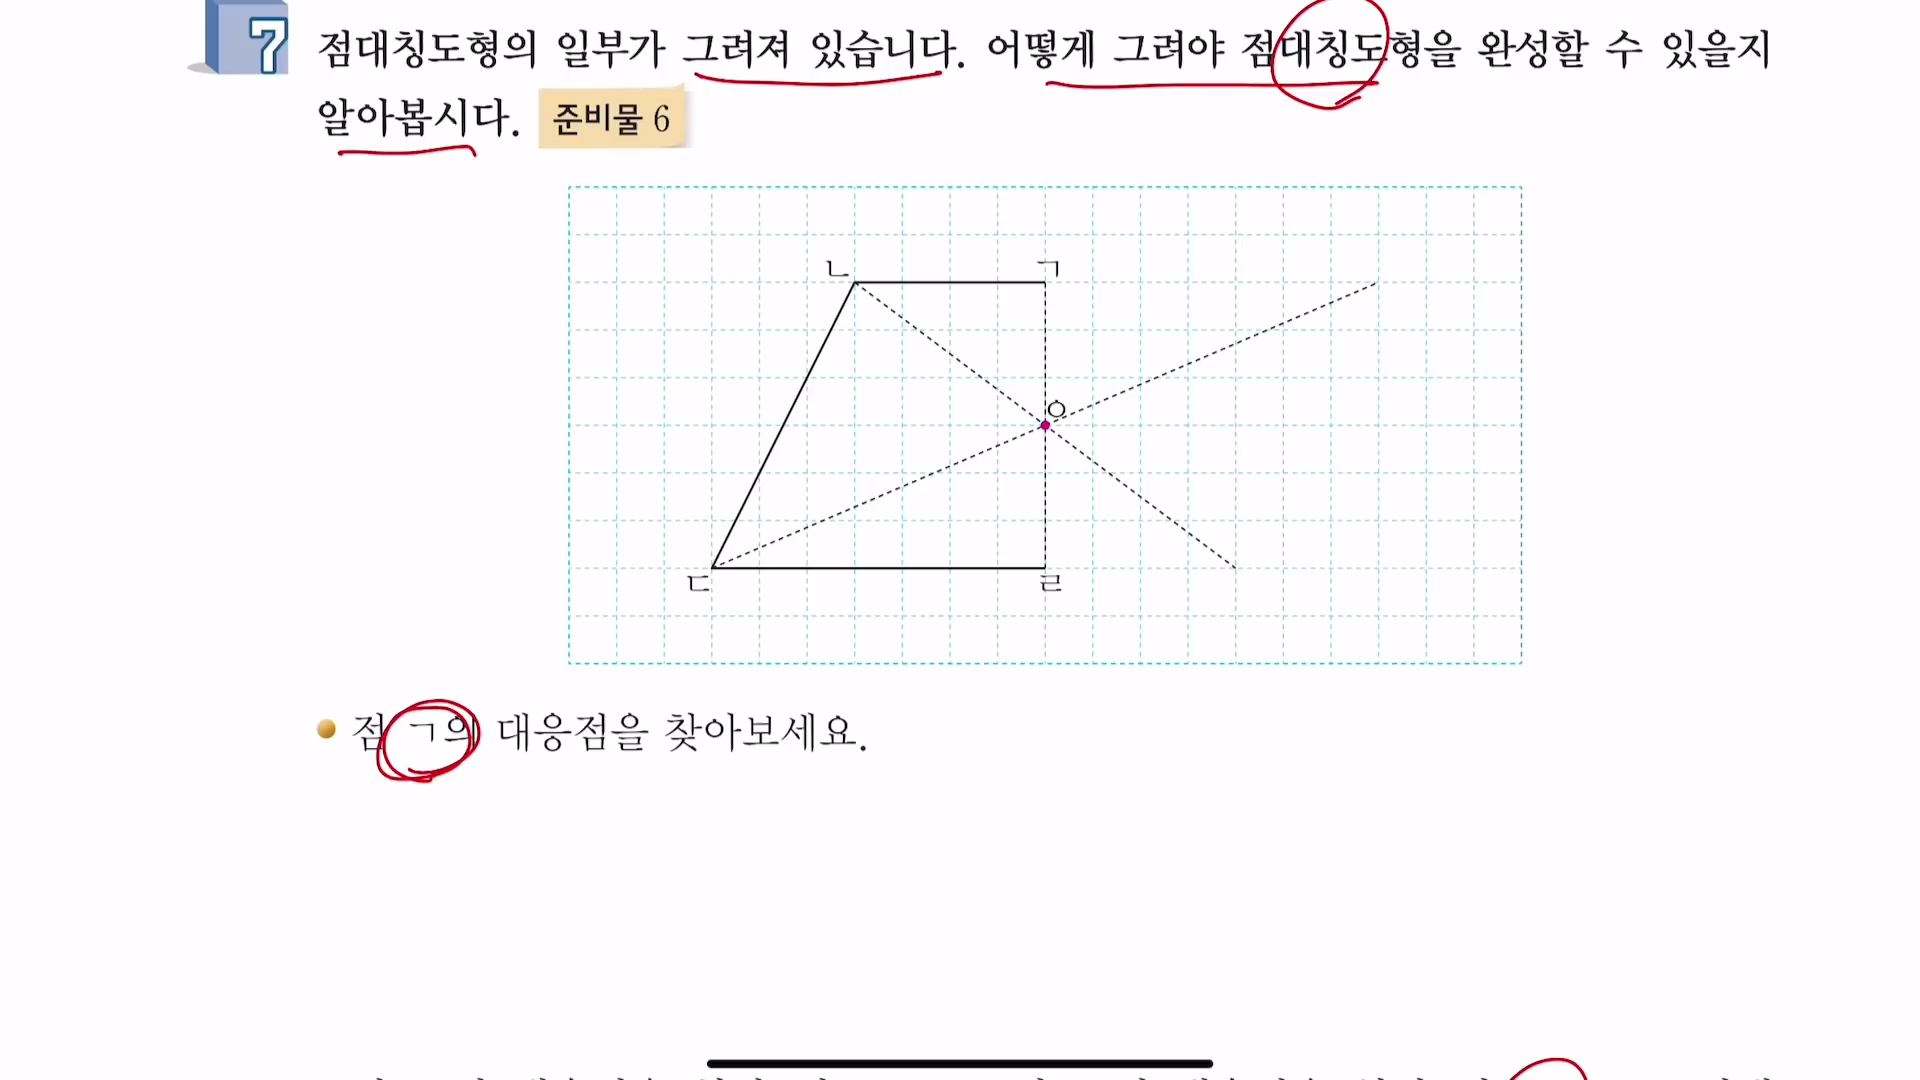 7 점대칭도형의 일부가 그려져 있습니다. 어떻게 그려야 점대칭도형을 완성할 수 있을지
알아봅시다. 준비물 6
ㄴ ㄱ
ㅇ
ㄷ ㄹ
점 ㄱ의 대응점을 찾아보세요.